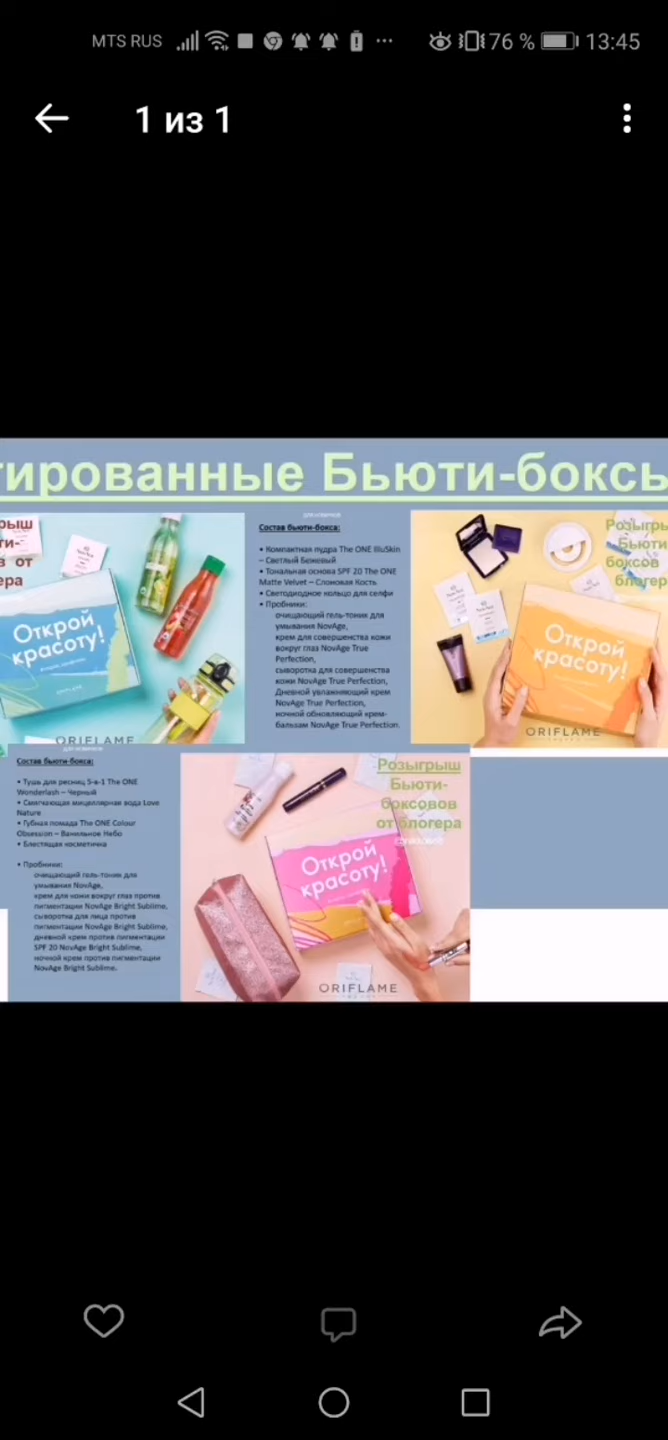 MTS RUS 76 % 13:45
1 из 1
тированные Бьюти-боксы
рыш
ти-
в от
ера
Открой
красоту!
ORIFLAME
Состав бьюти-бокса:
• Компактная пудра The ONE IlluSkin
– Светлый Бежевый
• Тональная основа SPF 20 The ONE
Matte Velvet – Слоновая Кость
• Светодиодное кольцо для селфи
• Пробники:
очищающий гель-тоник для
умывания NovAge,
крем для совершенства кожи
вокруг глаз NovAge True
Perfection,
сыворотка для совершенства
кожи NovAge True Perfection,
Дневной увлажняющий крем
NovAge True Perfection,
ночной обновляющий крем-
бальзам NovAge True Perfection.
Розыгры
Бьюти
боксов
блогер
Открой
красоту!
ORIFLAME
Состав бьюти-бокса:
• Тушь для ресниц 5-в-1 The ONE
Wonderlash – Черный
• Смягчающая мицеллярная вода Love
Nature
• Губная помада The ONE Colour
Obsession – Ванильное Небо
• Блестящая косметичка
• Пробники:
очищающий гель-тоник для
умывания NovAge,
крем для кожи вокруг глаз против
пигментации NovAge Bright Sublime,
сыворотка для лица против
пигментации NovAge Bright Sublime,
дневной крем против пигментации
SPF 20 NovAge Bright Sublime,
ночной крем против пигментации
NovAge Bright Sublime.
Розыгрыш
Бьюти-
боксовов
от блогера
Открой
красоту!
ORIFLAME